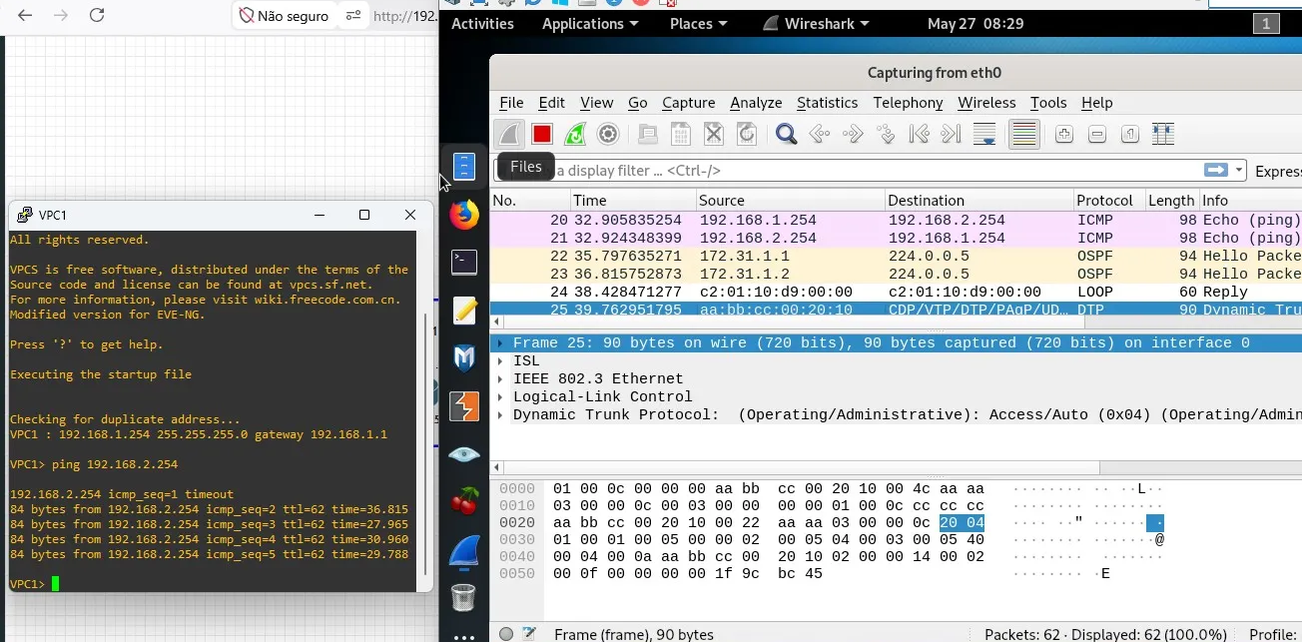 Não seguro
http://192.
VPC1
All rights reserved.
VPCS is free software, distributed under the terms of the
Source code and license can be found at vpcs.sf.net.
For more information, please visit wiki.freecode.com.cn.
Modified version for EVE-NG.
Press '?' to get help.
Executing the startup file
Checking for duplicate address...
VPC1 : 192.168.1.254 255.255.255.0 gateway 192.168.1.1
VPC1> ping 192.168.2.254
192.168.2.254 icmp_seq=1 timeout
84 bytes from 192.168.2.254 icmp_seq=2 ttl=62 time=36.815
84 bytes from 192.168.2.254 icmp_seq=3 ttl=62 time=27.965
84 bytes from 192.168.2.254 icmp_seq=4 ttl=62 time=30.960
84 bytes from 192.168.2.254 icmp_seq=5 ttl=62 time=29.788
VPC1>
Activities Applications Places Wireshark May 27 08:29 1
Capturing from eth0
File Edit View Go Capture Analyze Statistics Telephony Wireless Tools Help
Files
a display filter ... <Ctrl-/> Express
No. Time Source Destination Protocol Length Info
20 32.905835254 192.168.1.254 192.168.2.254 ICMP 98 Echo (ping)
21 32.924348399 192.168.2.254 192.168.1.254 ICMP 98 Echo (ping)
22 35.797635271 172.31.1.1 224.0.0.5 OSPF 94 Hello Packe
23 36.815752873 172.31.1.2 224.0.0.5 OSPF 94 Hello Packe
24 38.428471277 c2:01:10:d9:00:00 c2:01:10:d9:00:00 LOOP 60 Reply
25 39.762951795 aa:bb:cc:00:20:10 CDP/VTP/DTP/PAgP/UD… DTP 90 Dynamic Tru
Frame 25: 90 bytes on wire (720 bits), 90 bytes captured (720 bits) on interface 0
ISL
IEEE 802.3 Ethernet
Logical-Link Control
Dynamic Trunk Protocol: (Operating/Administrative): Access/Auto (0x04) (Operating/Admin
0000 01 00 0c 00 00 00 aa bb cc 00 20 10 00 4c aa aa ········ ·· ··L··
0010 03 00 00 0c 00 03 00 00 00 00 01 00 0c cc cc cc ········ ········
0020 aa bb cc 00 20 10 00 22 aa aa 03 00 00 0c 20 04 ···· ··" ······ ·
0030 01 00 01 00 05 00 00 02 00 05 04 00 03 00 05 40 ········ ·······@
0040 00 04 00 0a aa bb cc 00 20 10 02 00 00 14 00 02 ········ ·······
0050 00 0f 00 00 00 00 1f 9c bc 45 ········ ·E
Frame (frame), 90 bytes Packets: 62 · Displayed: 62 (100.0%) Profile: